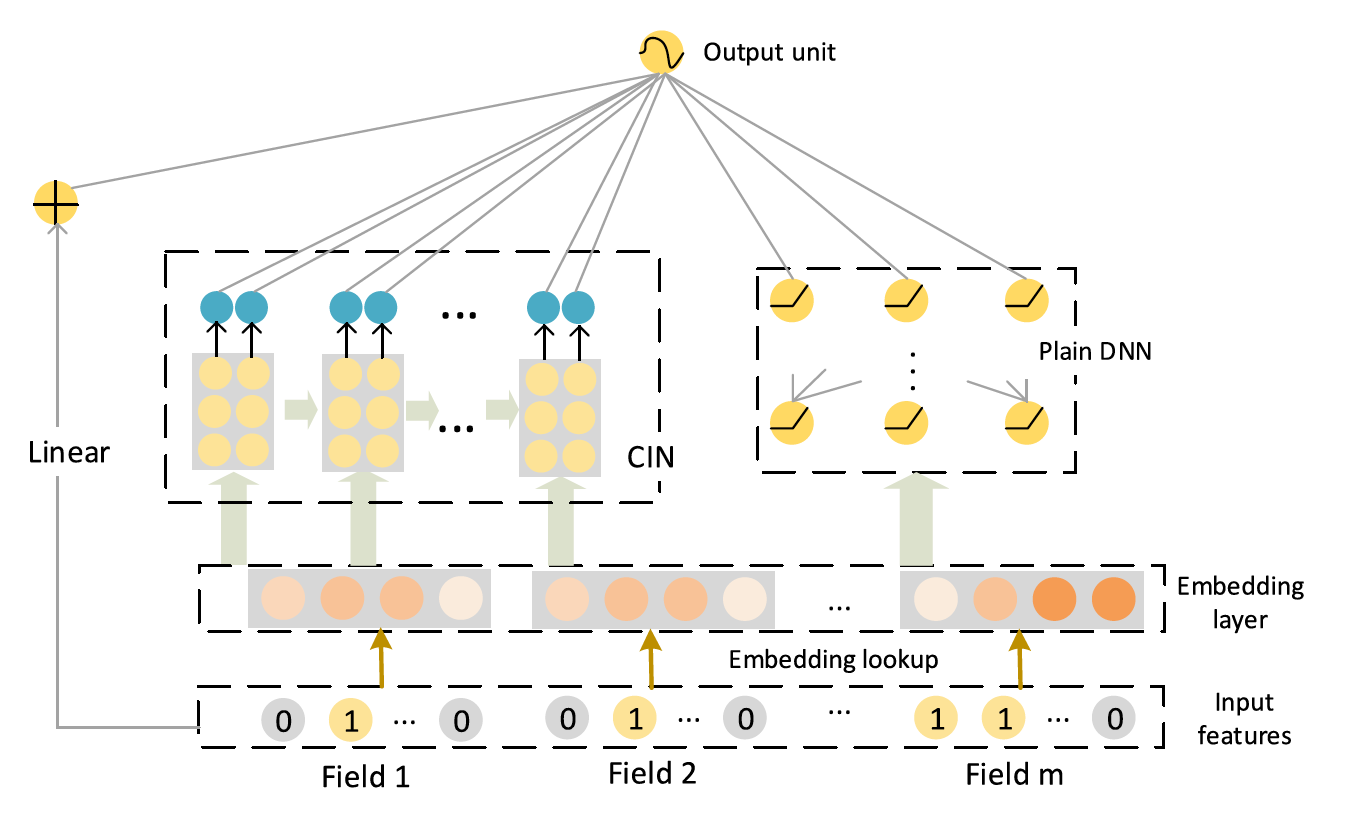 Output unit
Plain DNN
Linear
CIN
...
...
Embedding
layer
...
Embedding lookup
0 1 ... 0
0 1 ... 0
...
1 1 ... 0
Input
features
Field 1
Field 2
Field m